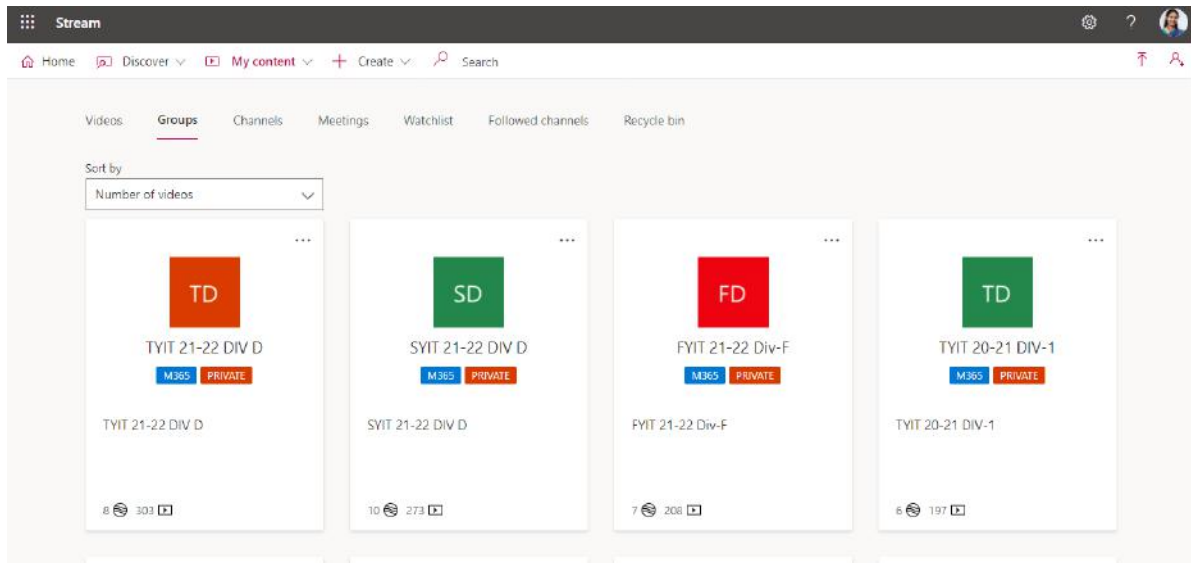 Stream ?
Home Discover My content Create Search
Videos Groups Channels Meetings Watchlist Followed channels Recycle bin
Sort by
Number of videos
TD
TYIT 21-22 DIV D
M365 PRIVATE
TYIT 21-22 DIV D
8 303
SD
SYIT 21-22 DIV D
M365 PRIVATE
SYIT 21-22 DIV D
10 273
FD
FYIT 21-22 Div-F
M365 PRIVATE
FYIT 21-22 Div-F
7 208
TD
TYIT 20-21 DIV-1
M365 PRIVATE
TYIT 20-21 DIV-1
6 197